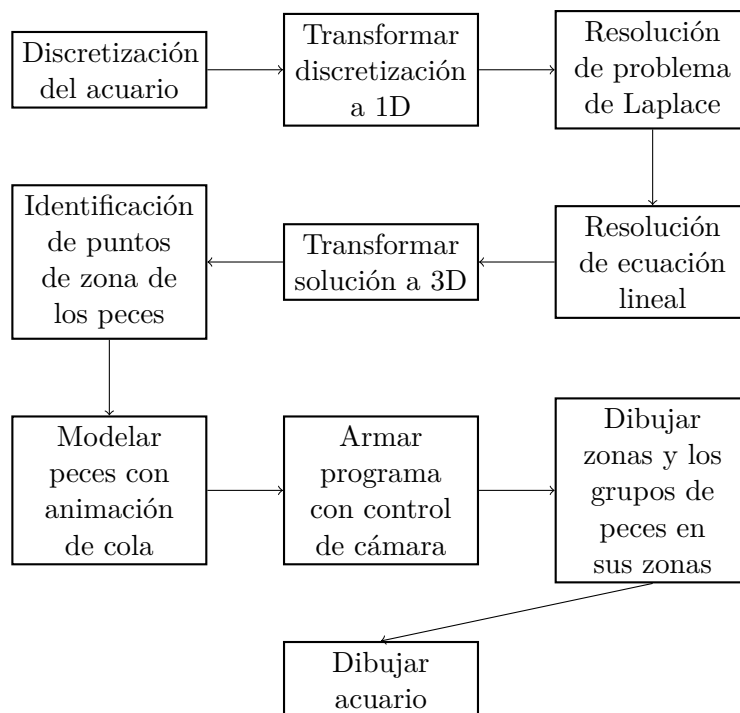 Discretización
del acuario
Transformar
discretización
a 1D
Resolución
de problema
de Laplace
Identificación
de puntos
de zona de
los peces
Transformar
solución a 3D
Resolución
de ecuación
lineal
Modelar
peces con
animación
de cola
Armar
programa
con control
de cámara
Dibujar
zonas y los
grupos de
peces en
sus zonas
Dibujar
acuario